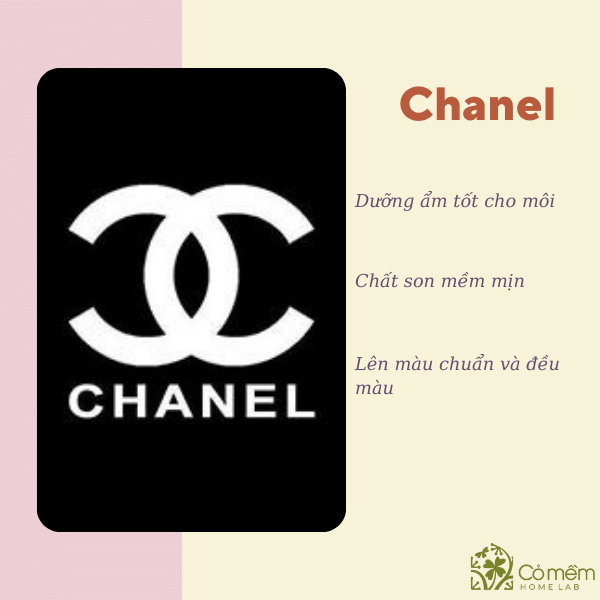 Chanel
CHANEL
Dưỡng ẩm tốt cho môi
Chất son mềm mịn
Lên màu chuẩn và đều
màu
Cỏ mềm
HOME LAB